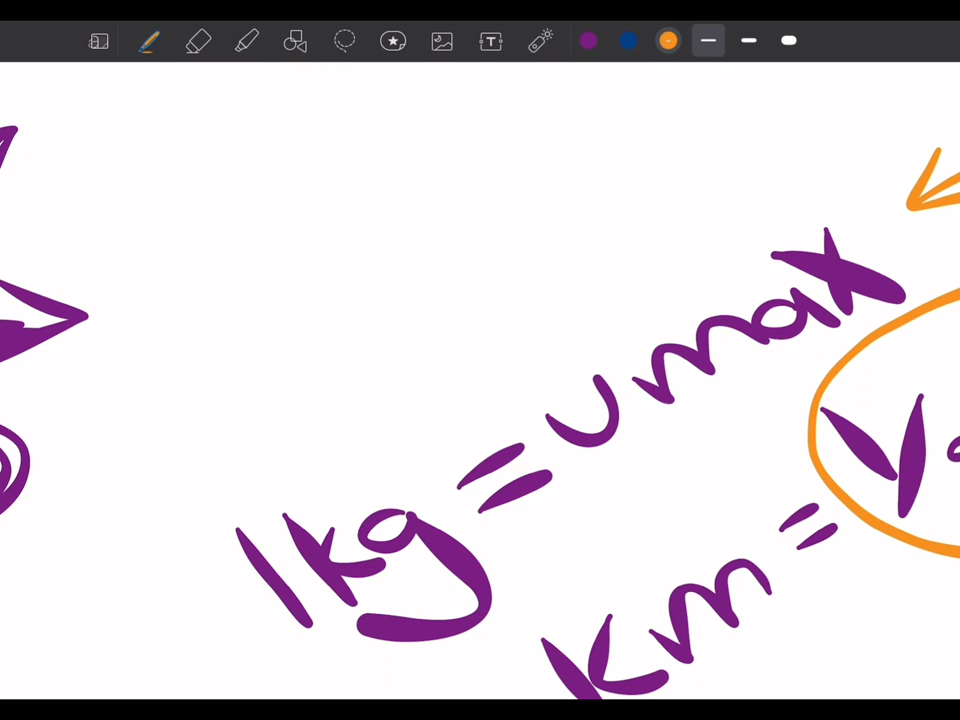 1kg = vmax
Km = V